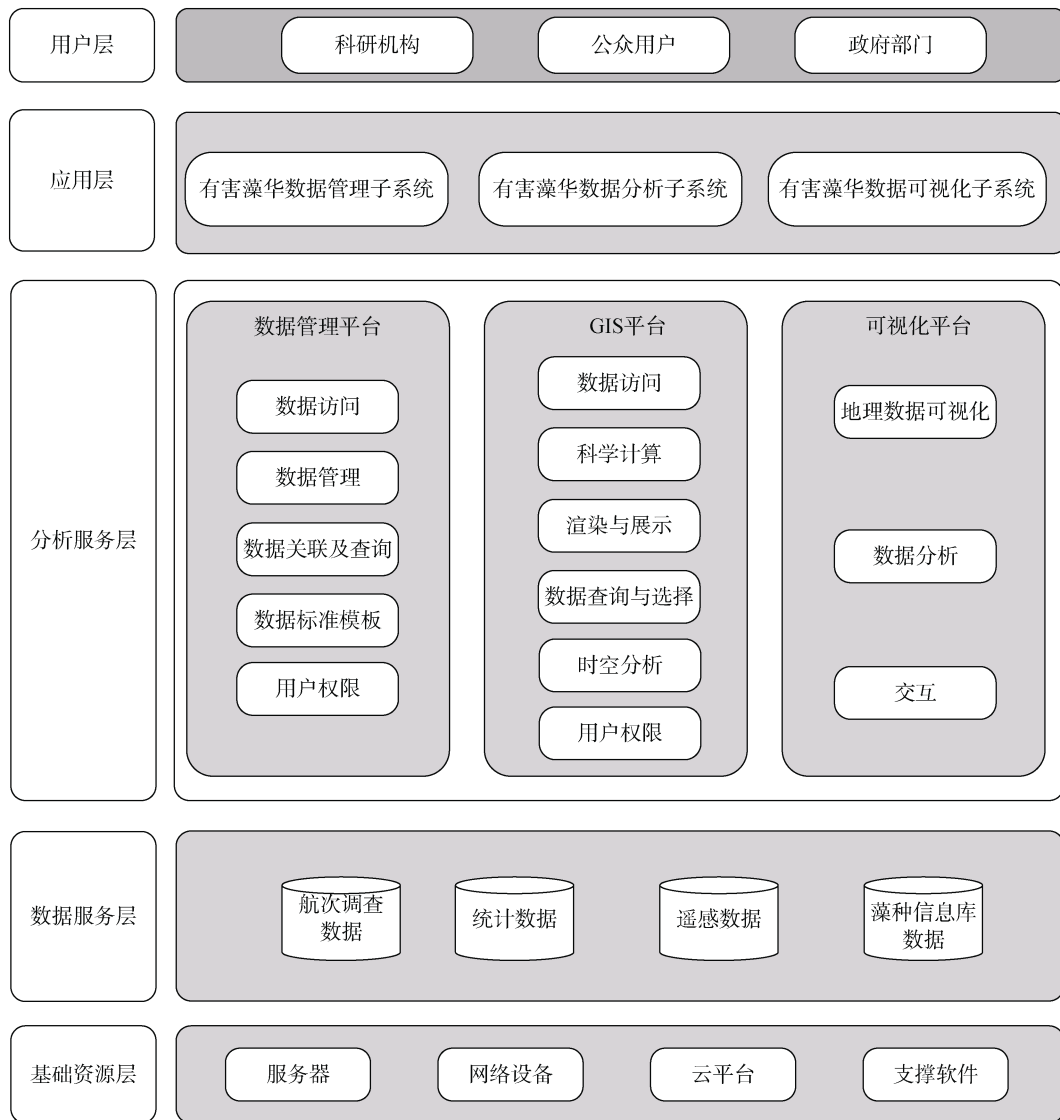 用户层
科研机构
公众用户
政府部门
应用层
有害藻华数据管理子系统
有害藻华数据分析子系统
有害藻华数据可视化子系统
分析服务层
数据管理平台
数据访问
数据管理
数据关联及查询
数据标准模板
用户权限
GIS平台
数据访问
科学计算
渲染与展示
数据查询与选择
时空分析
用户权限
可视化平台
地理数据可视化
数据分析
交互
数据服务层
航次调查
数据
统计数据
遥感数据
藻种信息库
数据
基础资源层
服务器
网络设备
云平台
支撑软件